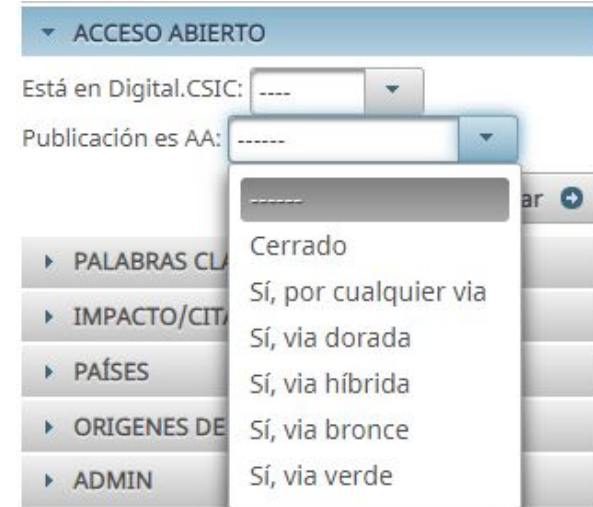 ACCESO ABIERTO
Está en Digital.CSIC: ----
Publicación es AA: ------
------
ar
Cerrado
PALABRAS CL
Sí, por cualquier via
IMPACTO/CIT
Sí, via dorada
PAÍSES
Sí, via híbrida
ORIGENES DE
Sí, via bronce
ADMIN
Sí, via verde